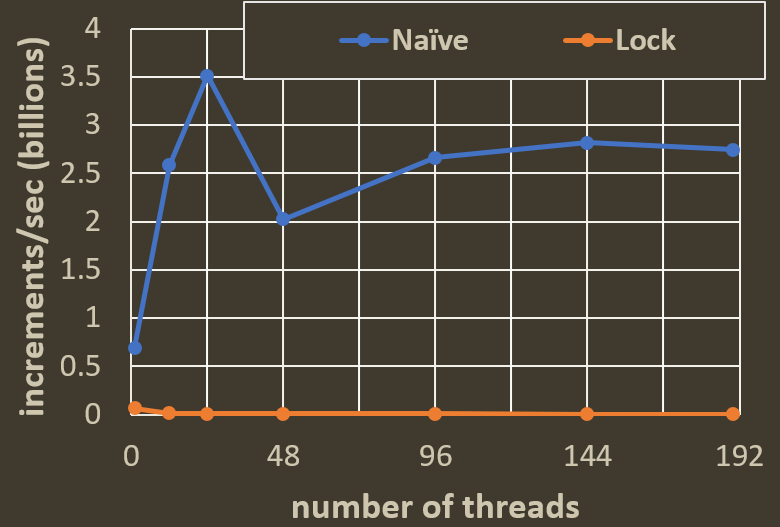 Naïve Lock
increments/sec (billions)
4
3.5
3
2.5
2
1.5
1
0.5
0
0 48 96 144 192
number of threads